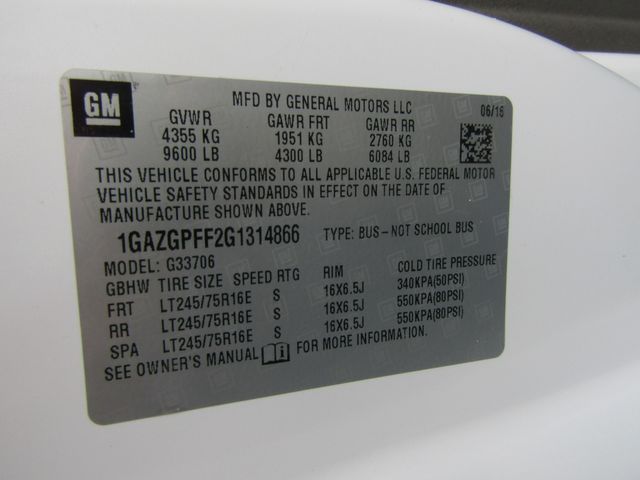 GM
MFD BY GENERAL MOTORS LLC 06/16
GVWR GAWR FRT GAWR RR
4355 KG 1951 KG 2760 KG
9600 LB 4300 LB 6084 LB
THIS VEHICLE CONFORMS TO ALL APPLICABLE U.S. FEDERAL MOTOR
VEHICLE SAFETY STANDARDS IN EFFECT ON THE DATE OF
MANUFACTURE SHOWN ABOVE.
1GAZGPFF2G1314866 TYPE: BUS-NOT SCHOOL BUS
MODEL: G33706
GBHW TIRE SIZE SPEED RTG RIM COLD TIRE PRESSURE
FRT LT245/75R16E S 16X6.5J 340KPA(50PSI)
RR LT245/75R16E S 16X6.5J 550KPA(80PSI)
SPA LT245/75R16E S 16X6.5J 550KPA(80PSI)
SEE OWNER'S MANUAL FOR MORE INFORMATION.